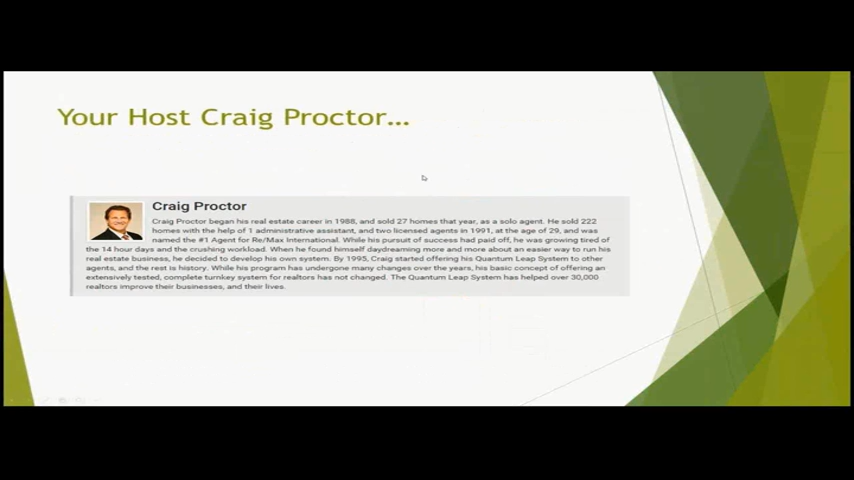 Your Host Craig Proctor...
Craig Proctor
Craig Proctor began his real estate career in 1988, and sold 27 homes that year, as a solo agent. He sold 222
homes with the help of 1 administrative assistant, and two licensed agents in 1991, at the age of 29, and was
named the #1 Agent for Re/Max International. While his pursuit of success had paid off, he was growing tired of
the 14 hour days and the crushing workload. When he found himself daydreaming more and more about an easier way to run his
real estate business, he decided to develop his own system. By 1995, Craig started offering his Quantum Leap System to other
agents, and the rest is history. While his program has undergone many changes over the years, his basic concept of offering an
extensively tested, complete turnkey system for realtors has not changed. The Quantum Leap System has helped over 30,000
realtors improve their businesses, and their lives.